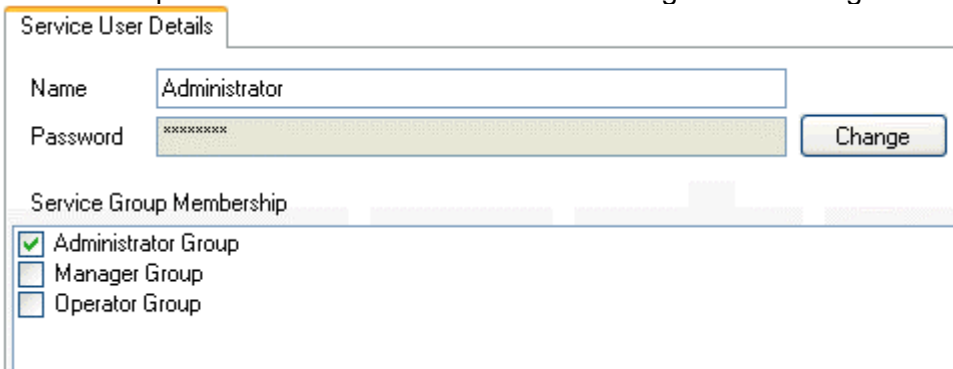 Service User Details
Name Administrator
Password ********
Change
Service Group Membership
Administrator Group
Manager Group
Operator Group